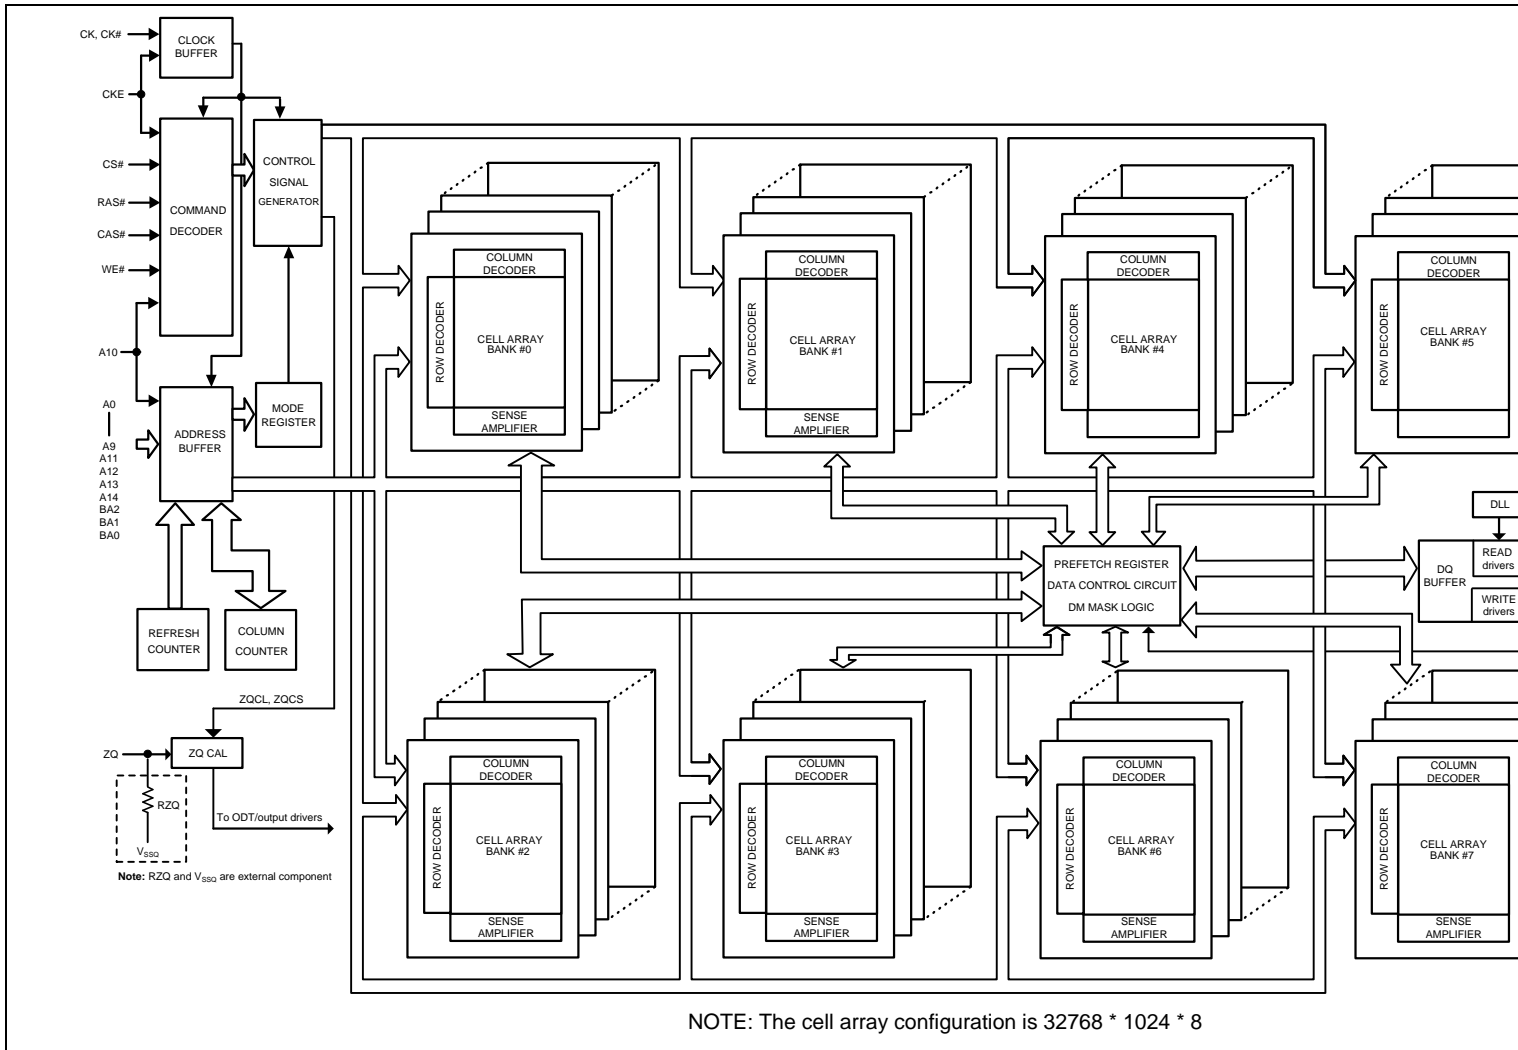 CK, CK#
CLOCK
BUFFER
CKE
CS#
RAS#
CAS#
WE#
COMMAND
DECODER
CONTROL
SIGNAL
GENERATOR
A10
A0
A9
A11
A12
A13
A14
BA2
BA1
BA0
ADDRESS
BUFFER
MODE
REGISTER
REFRESH
COUNTER
COLUMN
COUNTER
ZQCL, ZQCS
ZQ
ZQ CAL
RZQ
VSSQ
To ODT/output drivers
Note: RZQ and VSSQ are external component
COLUMN
DECODER
ROW DECODER
CELL ARRAY
BANK #0
SENSE
AMPLIFIER
COLUMN
DECODER
ROW DECODER
CELL ARRAY
BANK #1
SENSE
AMPLIFIER
COLUMN
DECODER
ROW DECODER
CELL ARRAY
BANK #4
COLUMN
DECODER
ROW DECODER
CELL ARRAY
BANK #5
PREFETCH REGISTER
DATA CONTROL CIRCUIT
DM MASK LOGIC
DLL
DQ
BUFFER
READ
drivers
WRITE
drivers
COLUMN
DECODER
ROW DECODER
CELL ARRAY
BANK #2
SENSE
AMPLIFIER
COLUMN
DECODER
ROW DECODER
CELL ARRAY
BANK #3
SENSE
AMPLIFIER
COLUMN
DECODER
ROW DECODER
CELL ARRAY
BANK #6
SENSE
AMPLIFIER
COLUMN
DECODER
ROW DECODER
CELL ARRAY
BANK #7
SENSE
AMPLIFIER
NOTE: The cell array configuration is 32768 * 1024 * 8